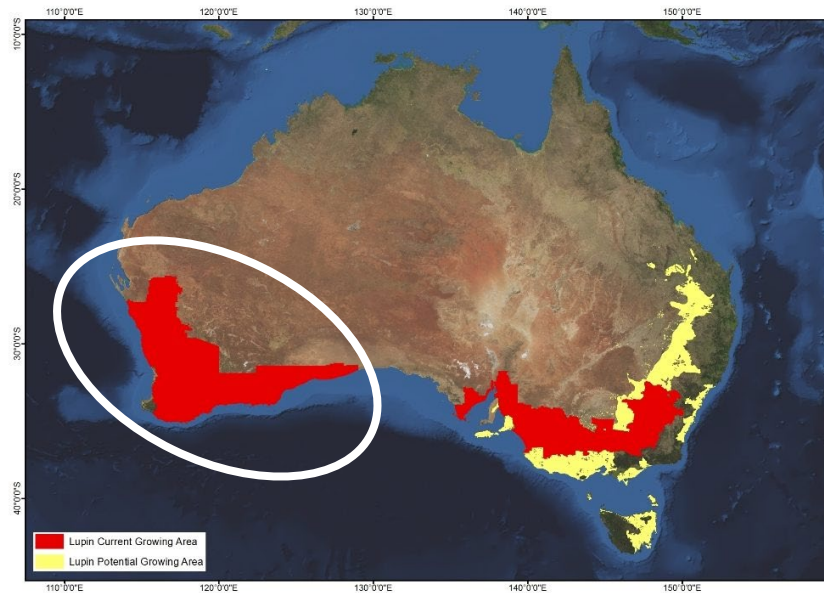 110°0'0"E 120°0'0"E 130°0'0"E 140°0'0"E 150°0'0"E
10°0'0"S
20°0'0"S
30°0'0"S
40°0'0"S
Lupin Current Growing Area
Lupin Potential Growing Area
110°0'0"E 120°0'0"E 130°0'0"E 140°0'0"E 150°0'0"E